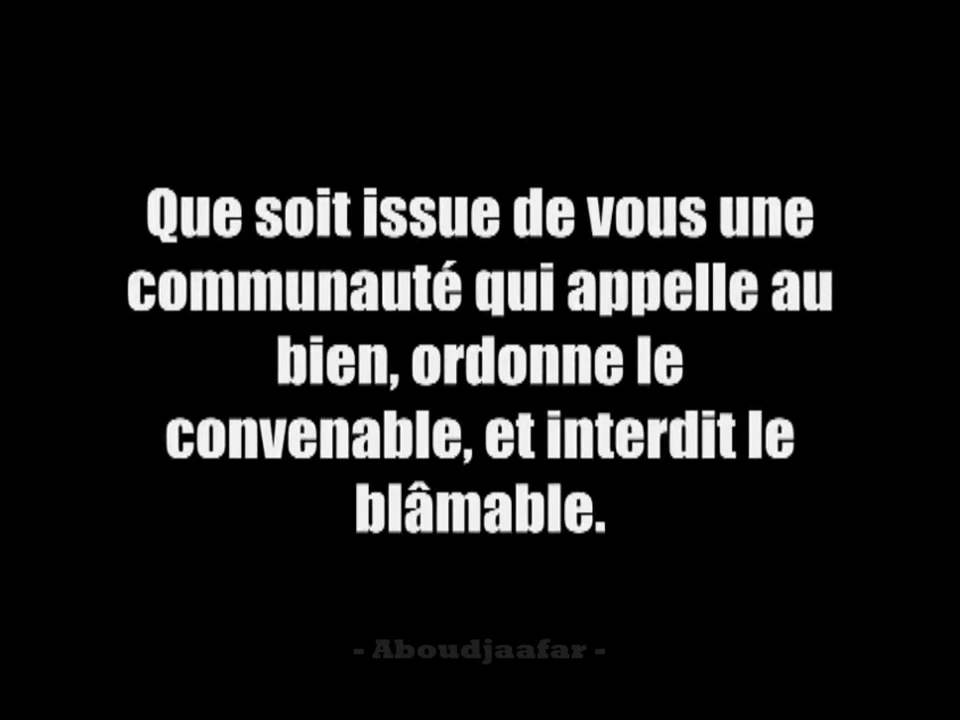 Que soit issue de vous une
communauté qui appelle au
bien, ordonne le
convenable, et interdit le
blâmable.
- Aboudjaafar -